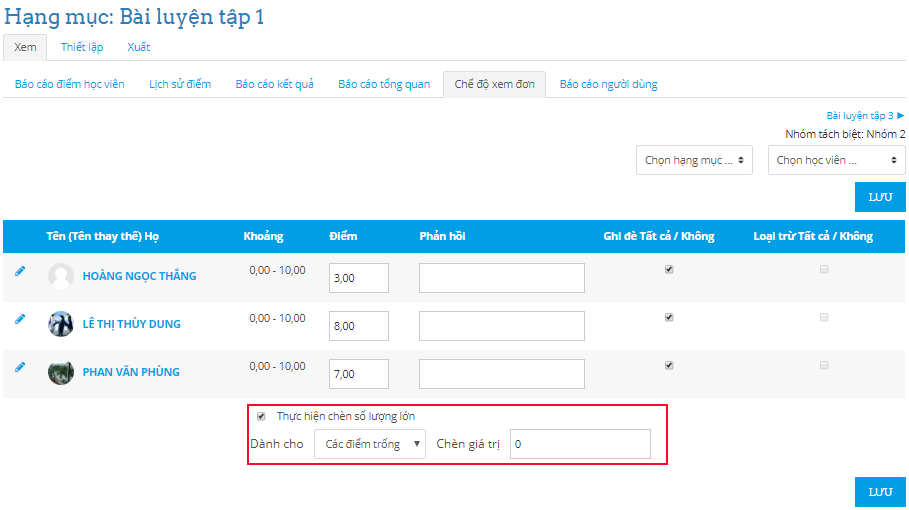 Hạng mục: Bài luyện tập 1
Xem Thiết lập Xuất
Báo cáo điểm học viên Lịch sử điểm Báo cáo kết quả Báo cáo tổng quan Chế độ xem đơn Báo cáo người dùng
Bài luyện tập 3 ►
Nhóm tách biệt: Nhóm 2
Chọn hạng mục ... Chọn học viên ...
LƯU
Tên (Tên thay thế) Họ Khoảng Điểm Phản hồi Ghi đè Tất cả / Không Loại trừ Tất cả / Không
HOÀNG NGỌC THẮNG 0,00 - 10,00 3,00
LÊ THỊ THÙY DUNG 0,00 - 10,00 8,00
PHAN VĂN PHÙNG 0,00 - 10,00 7,00
Thực hiện chèn số lượng lớn
Dành cho Các điểm trống Chèn giá trị 0
LƯU